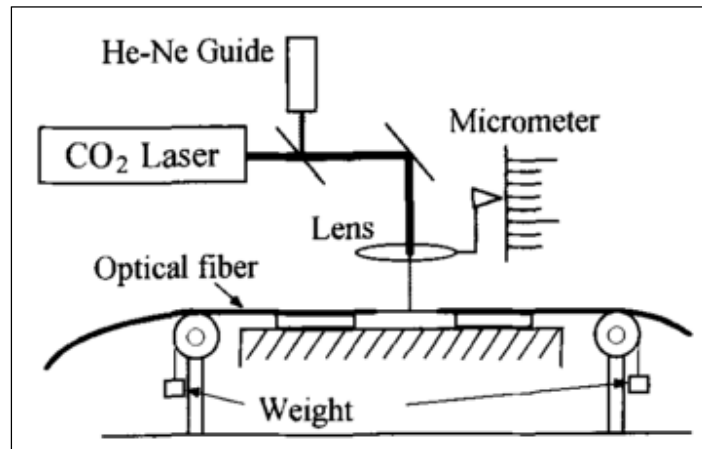 He-Ne Guide
CO₂ Laser
Micrometer
Lens
Optical fiber
Weight